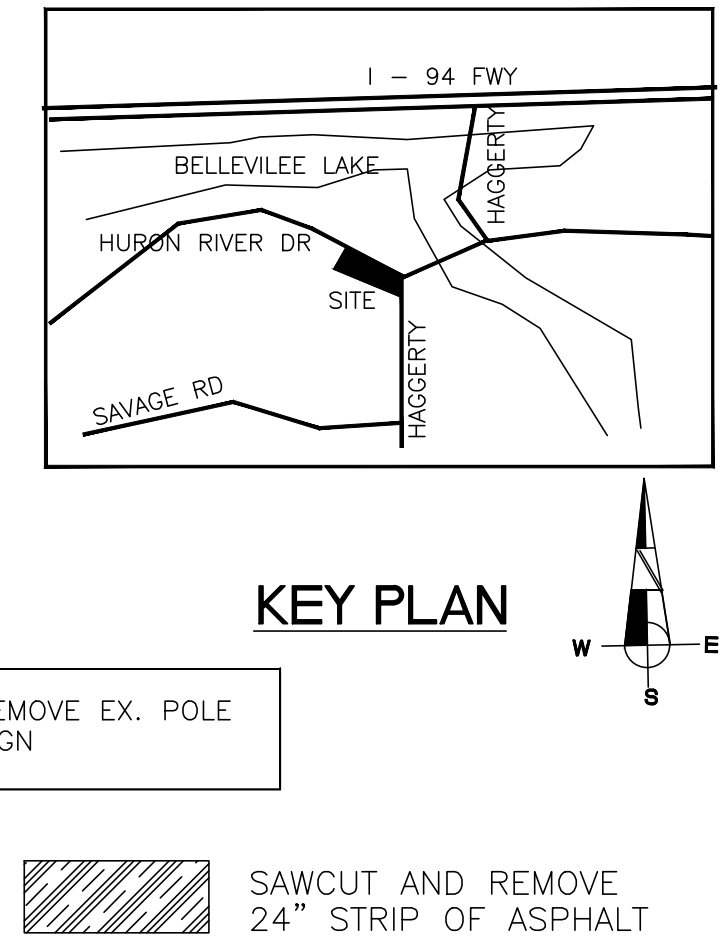 I - 94 FWY
HAGGERTY
BELLEVILEE LAKE
HURON RIVER DR
SITE
HAGGERTY
SAVAGE RD
KEY PLAN
W
E
S
EMOVE EX. POLE
GN
SAWCUT AND REMOVE
24" STRIP OF ASPHALT